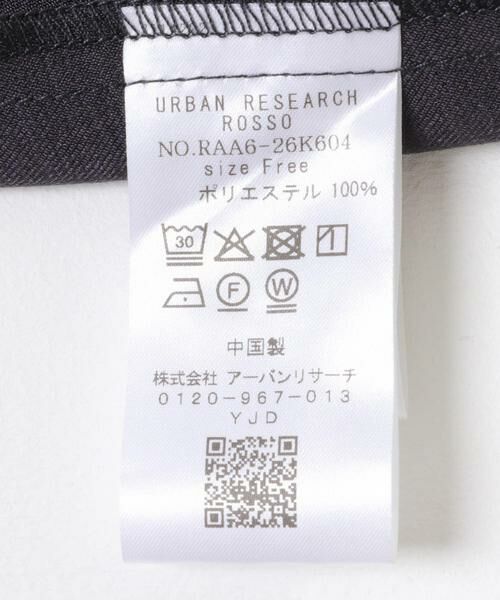 URBAN RESEARCH
ROSSO
NO.RAA6-26K604
size Free
ポリエステル 100%
30
F W
中国製
株式会社 アーバンリサーチ
0120-967-013
YJD